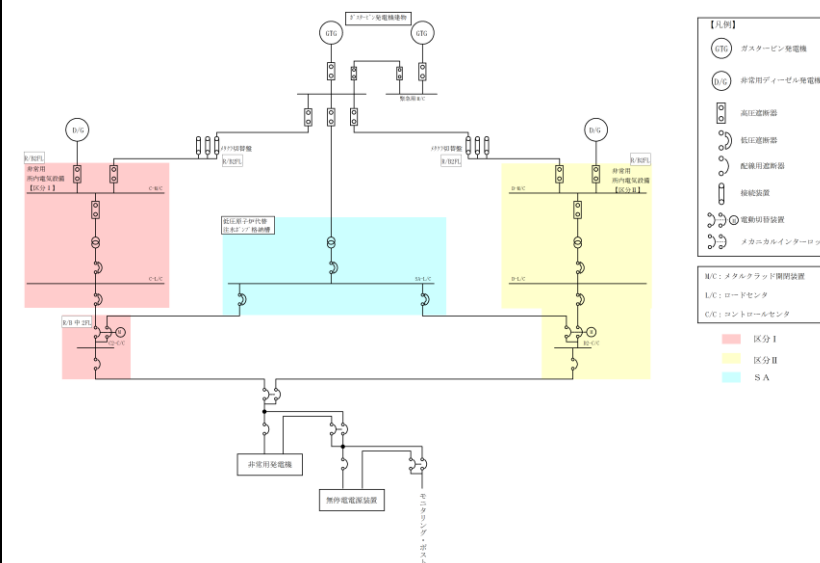 ガスタービン発電機建物
GTG
GTG
緊急用M/C
D/G
メタクラ切替盤
R/B2FL
メタクラ切替盤
R/B2FL
D/G
R/B2FL
非常用
所内電気設備
【区分Ⅰ】
C-M/C
D-M/C
R/B2FL
非常用
所内電気設備
【区分Ⅱ】
低圧原子炉代替
注水ポンプ格納槽
C-L/C
SA-L/C
D-L/C
R/B中2FL
M
C2-C/C
M
D2-C/C
非常用発電機
無停電電源装置
モニタリング・ポスト
【凡例】
GTG ガスタービン発電機
D/G 非常用ディーゼル発電機
高圧遮断器
低圧遮断器
配線用遮断器
接続装置
M 電動切替装置
メカニカルインターロッ
M/C:メタルクラッド開閉装置
L/C:ロードセンタ
C/C:コントロールセンタ
区分Ⅰ
区分Ⅱ
SA